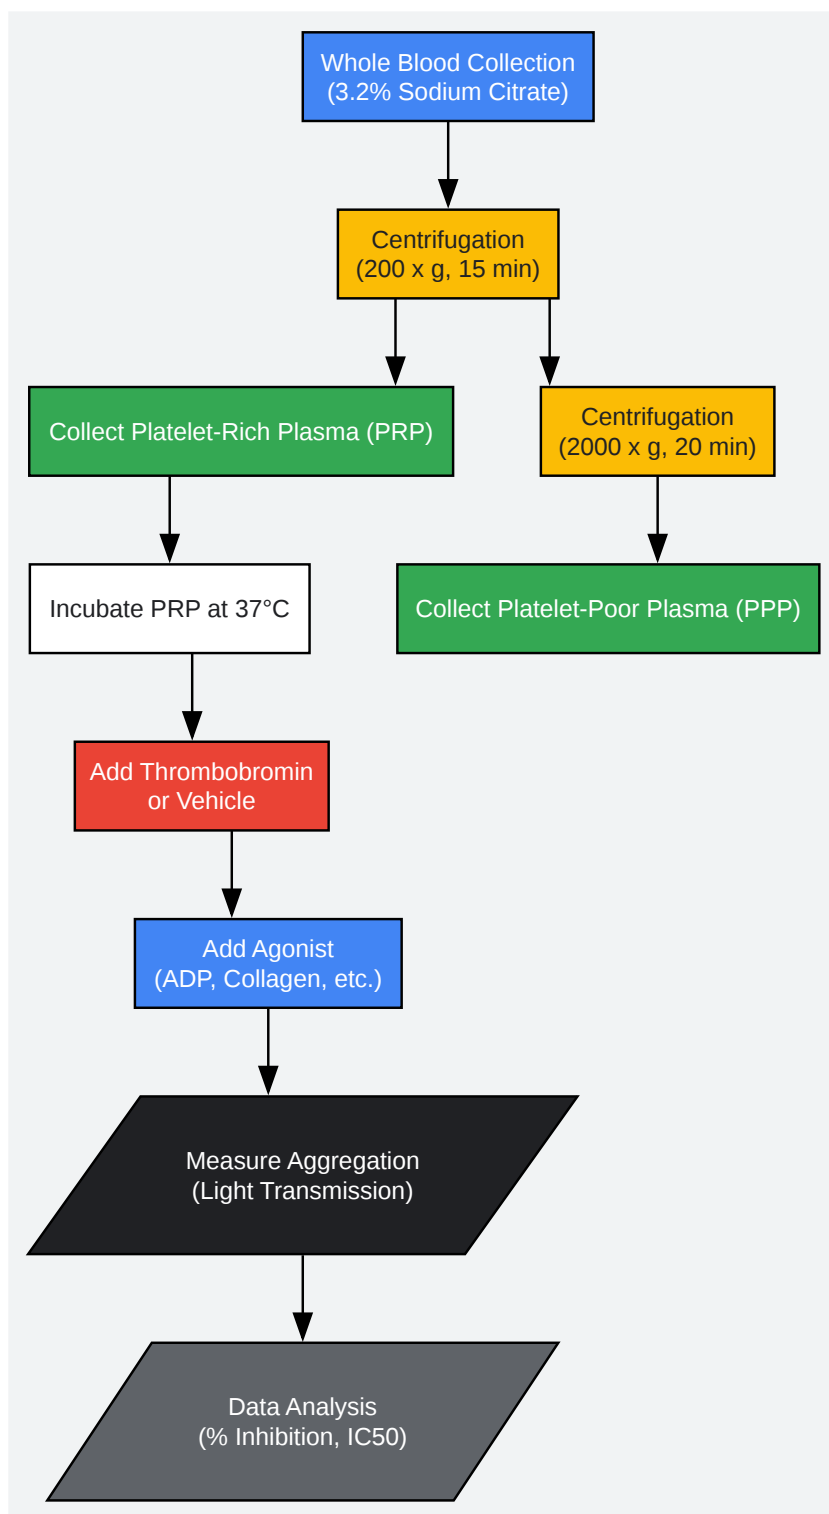 Whole Blood Collection
(3.2% Sodium Citrate)
Centrifugation
(200 x g, 15 min)
Collect Platelet-Rich Plasma (PRP)
Centrifugation
(2000 x g, 20 min)
Incubate PRP at 37°C
Collect Platelet-Poor Plasma (PPP)
Add Thrombobromin
or Vehicle
Add Agonist
(ADP, Collagen, etc.)
Measure Aggregation
(Light Transmission)
Data Analysis
(% Inhibition, IC50)